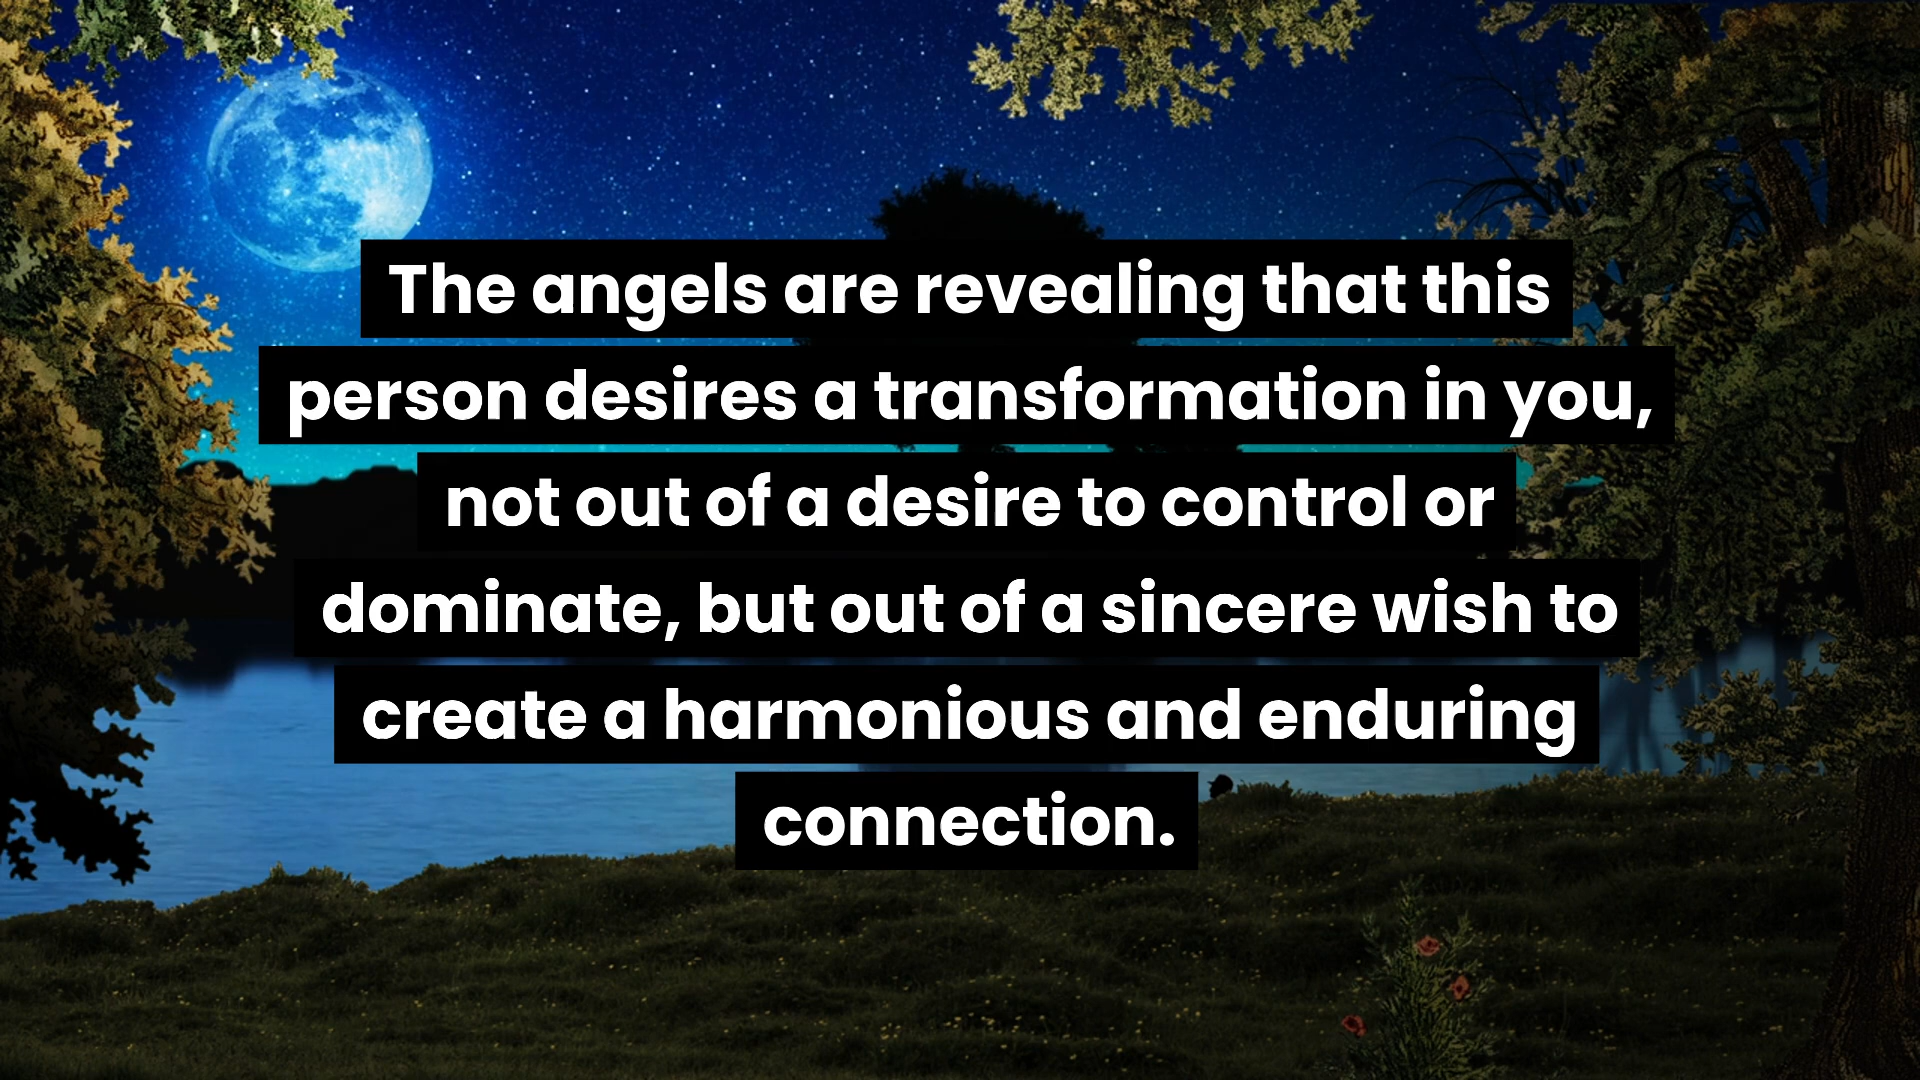 The angels are revealing that this
person desires a transformation in you,
not out of a desire to control or
dominate, but out of a sincere wish to
create a harmonious and enduring
connection.